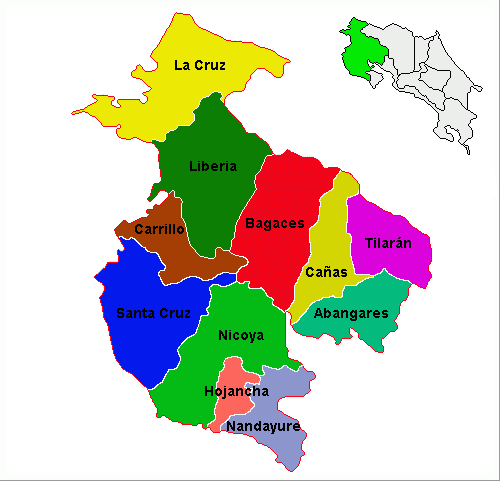 La Cruz
Liberia
Bagaces
Carrillo
Tilarán
Cañas
Santa Cruz
Abangares
Nicoya
Hojancha
Nandayure